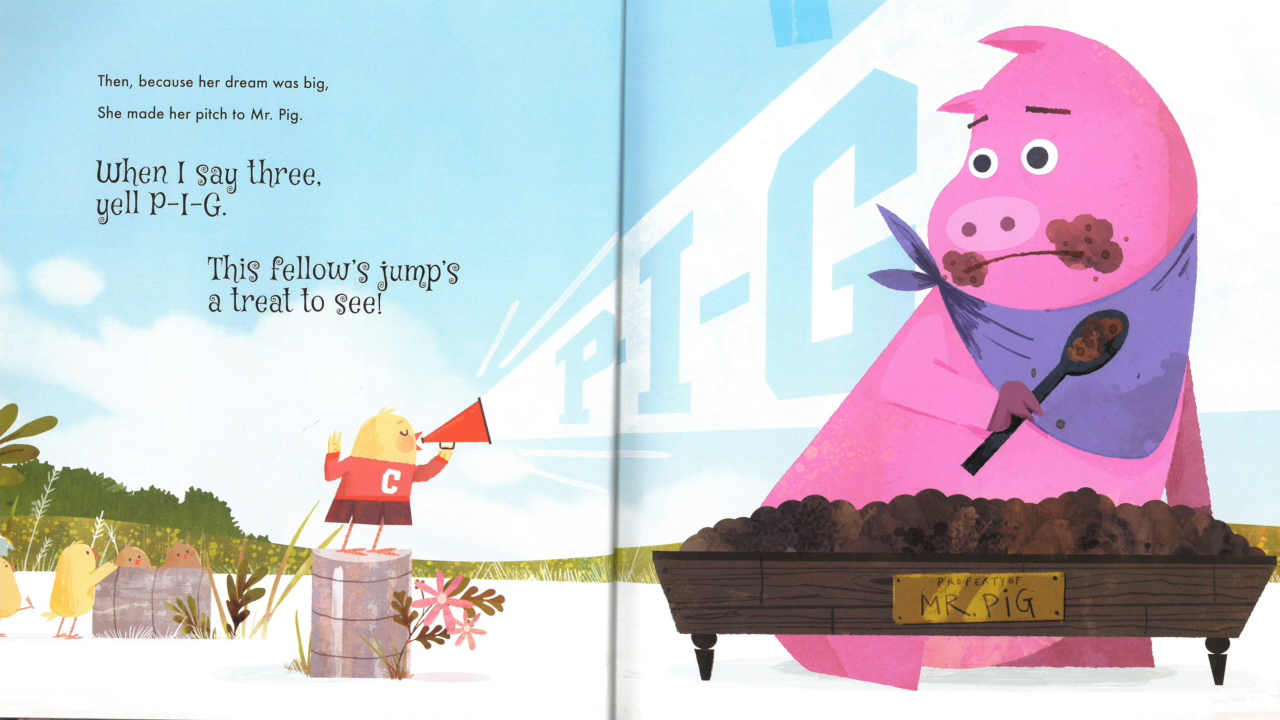 Then, because her dream was big,
She made her pitch to Mr. Pig.
When I say three,
yell P-I-G.
This fellow's jump's
a treat to see!
P-I-G
C
PROPERTY OF
MR. PIG